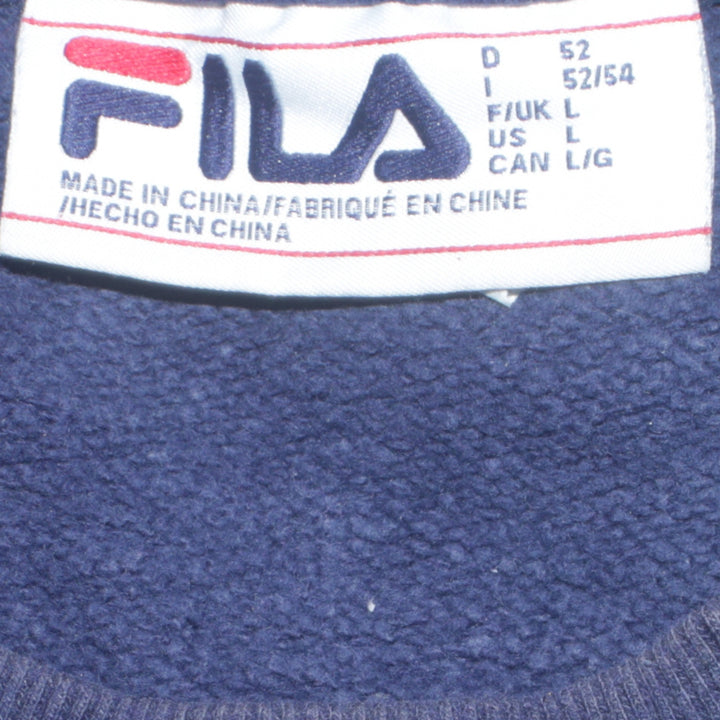 FILA
D 52
I 52/54
F/UK L
US L
CAN L/G
MADE IN CHINA/FABRIQUÉ EN CHINE
/HECHO EN CHINA